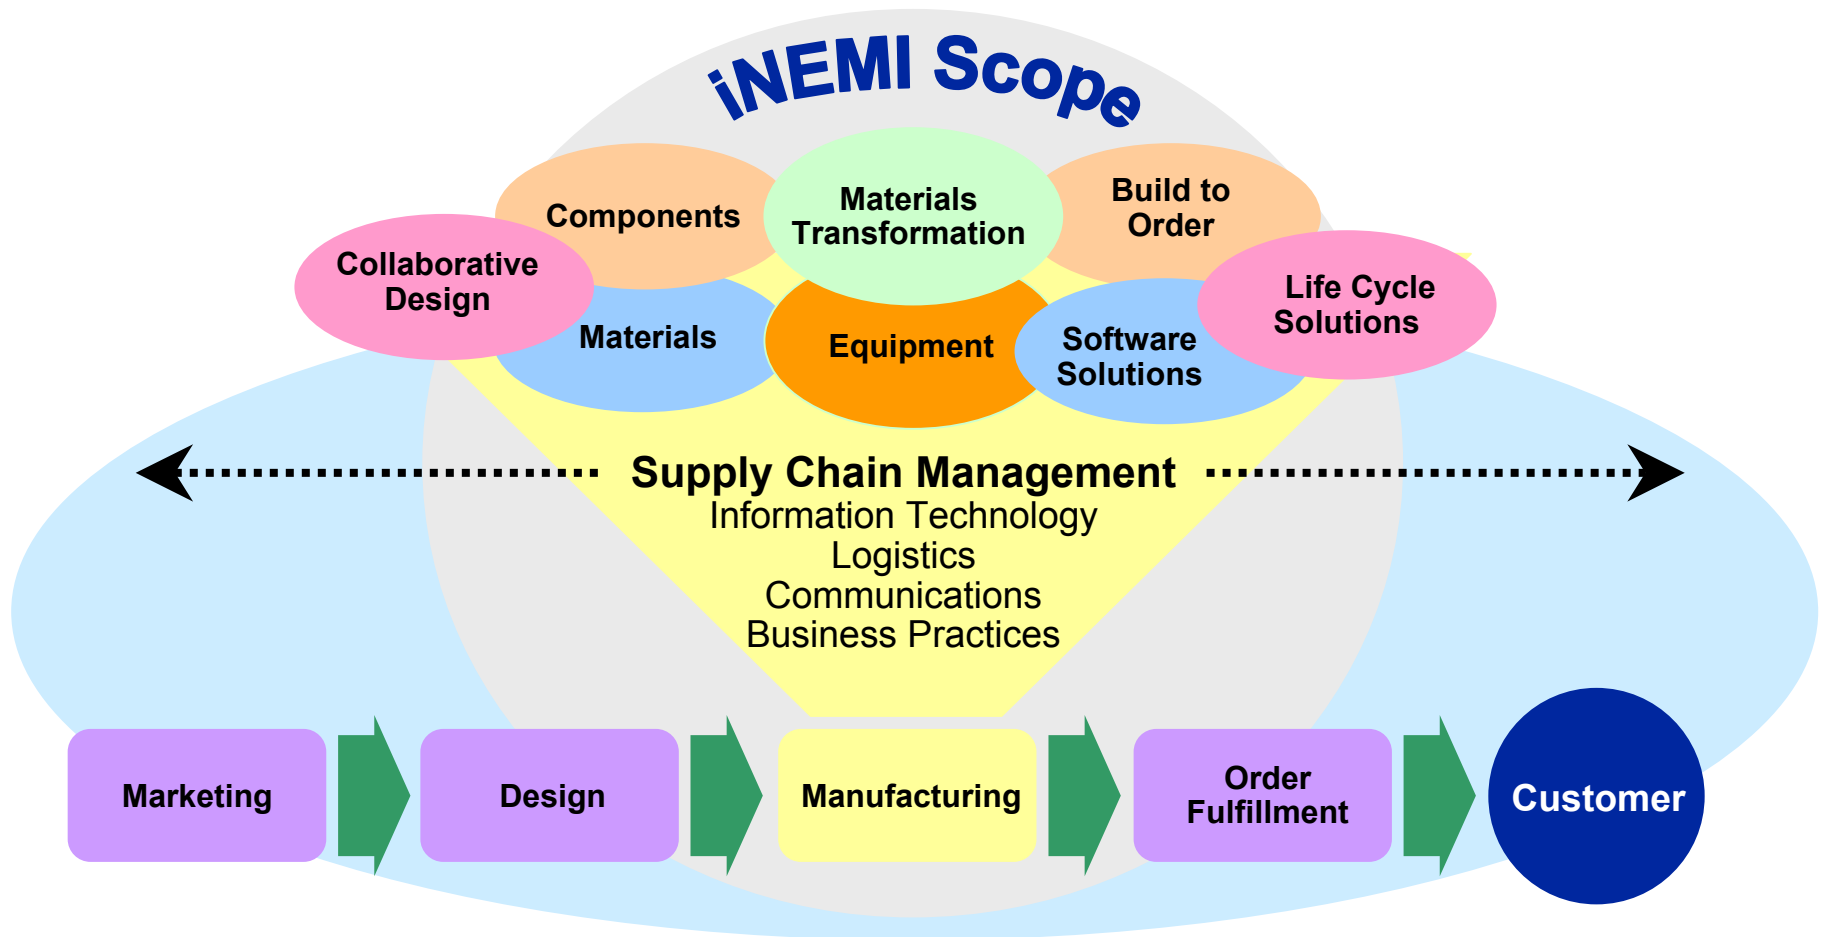 iNEMI Scope
Components
Materials
Transformation
Build to
Order
Collaborative
Design
Life Cycle
Solutions
Materials
Equipment
Software
Solutions
Supply Chain Management
Information Technology
Logistics
Communications
Business Practices
Marketing
Design
Manufacturing
Order
Fulfillment
Customer